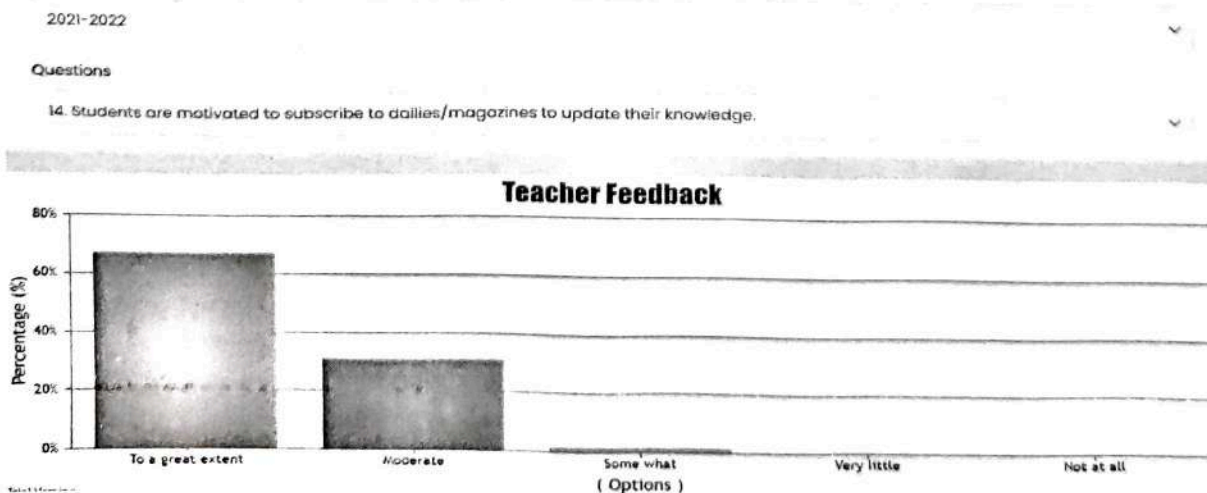 2021-2022
Questions
14. Students are motivated to subscribe to dailies/magazines to update their knowledge.
Teacher Feedback
Percentage (%)
80%
60%
40%
20%
0%
To a great extent
Moderate
Some what
Very little
Not at all
( Options )